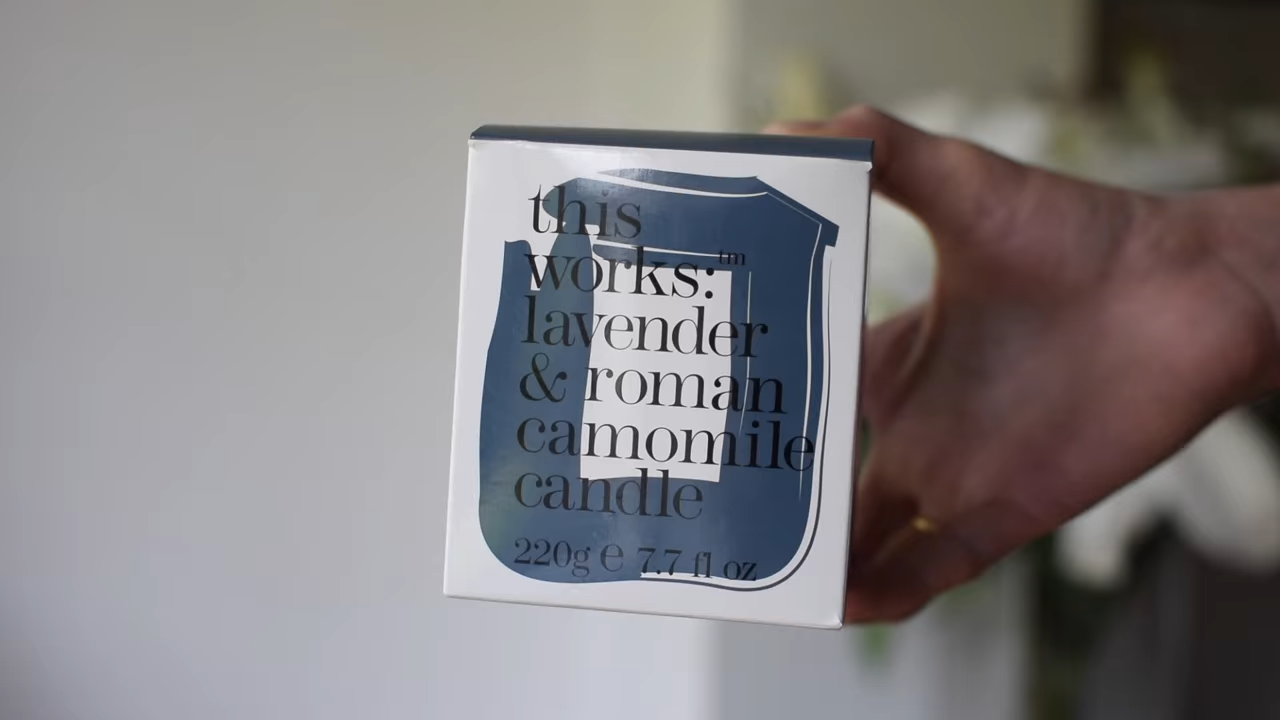 this
works:™
lavender
& roman
camomile
candle
220g e 7.7 fl oz